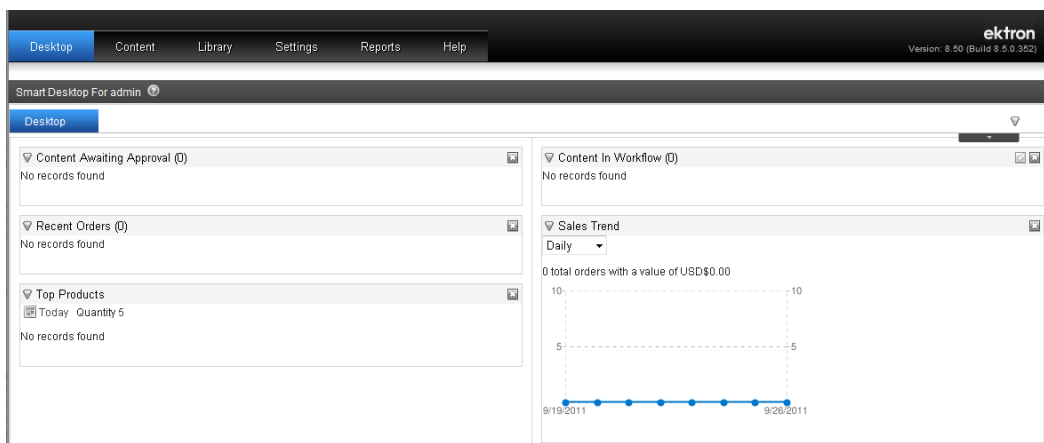 ektron
Desktop Content Library Settings Reports Help
Version: 8.50 (Build 8.5.0.352)
Smart Desktop For admin
Desktop
Content Awaiting Approval (0)
No records found
Recent Orders (0)
No records found
Top Products
Today Quantity 5
No records found
Content In Workflow (0)
No records found
Sales Trend
Daily
0 total orders with a value of USD$0.00
10 10
5 5
9/19/2011 9/26/2011